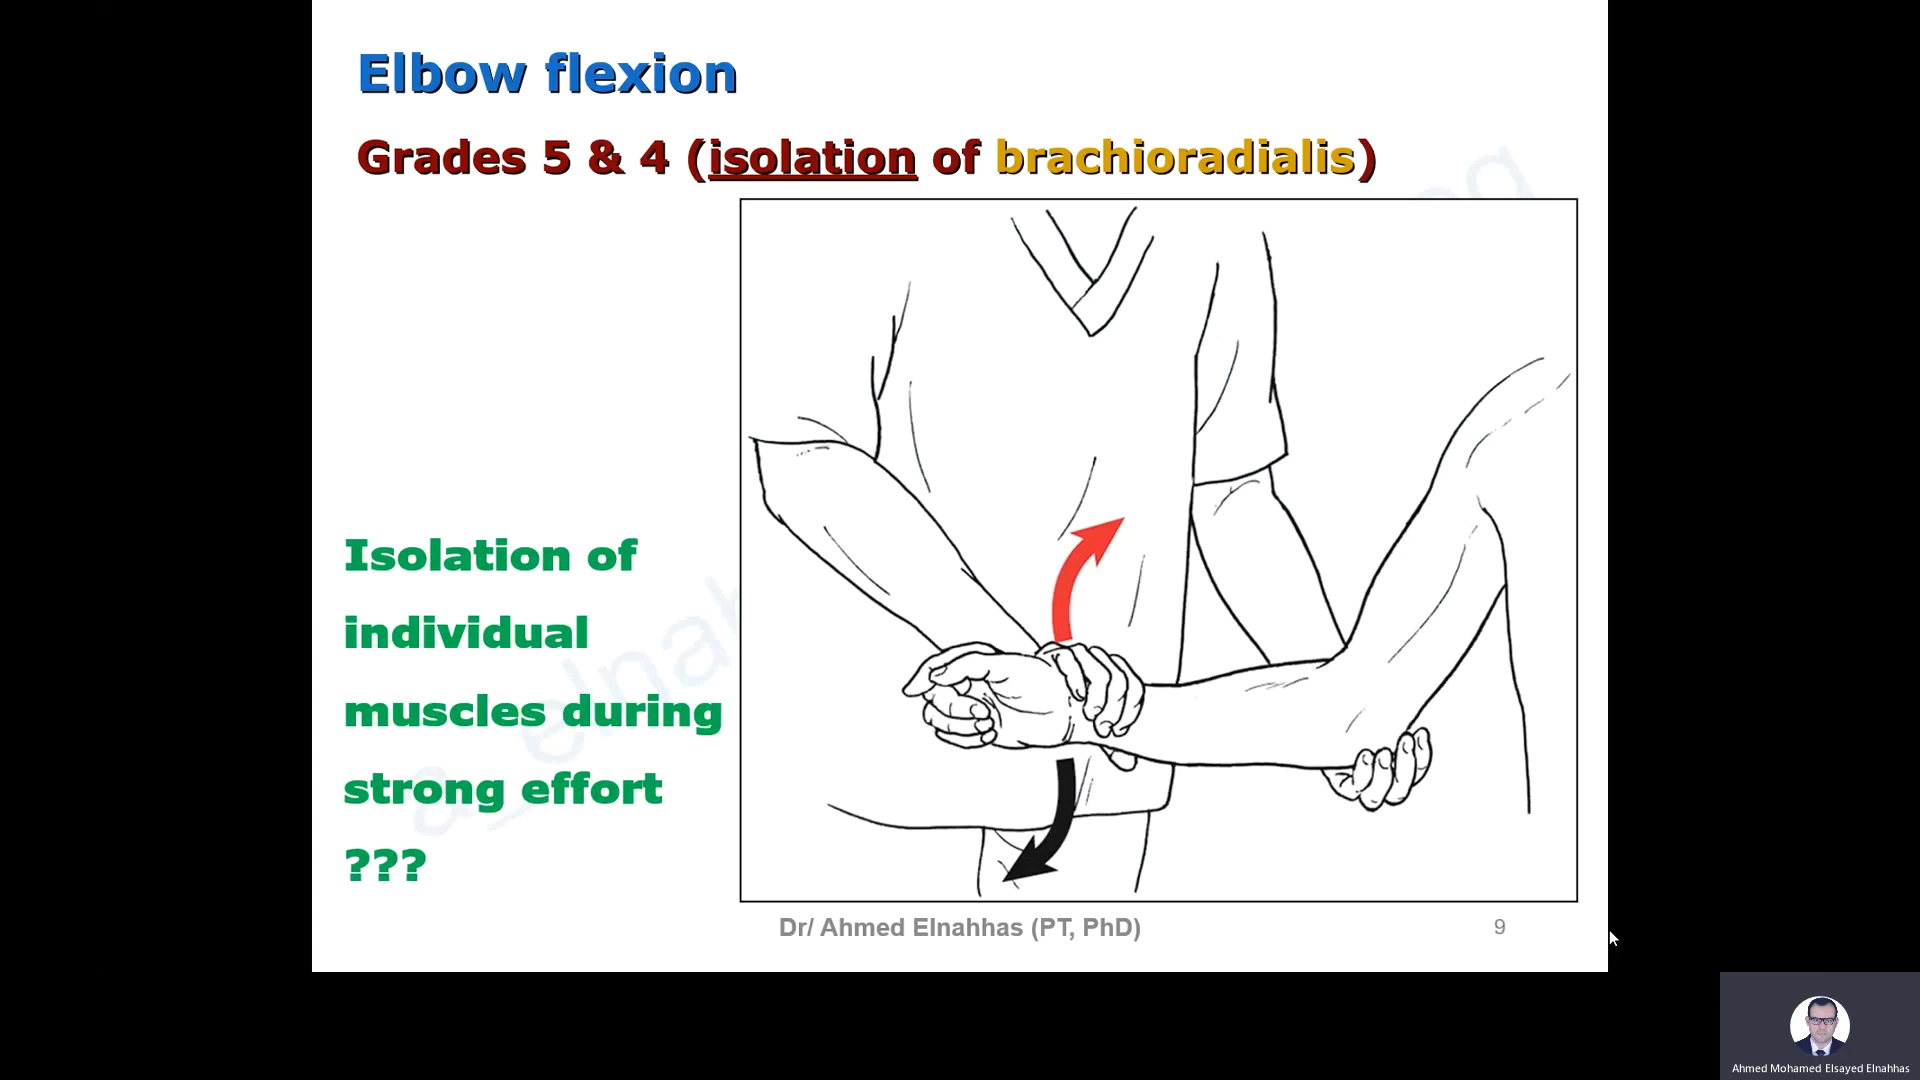 Elbow flexion
Grades 5 & 4 (isolation of brachioradialis)
Isolation of
individual
muscles during
strong effort
???
a_elnah
Dr/ Ahmed Elnahhas (PT, PhD)
9
Ahmed Mohamed Elsayed Elnahhas